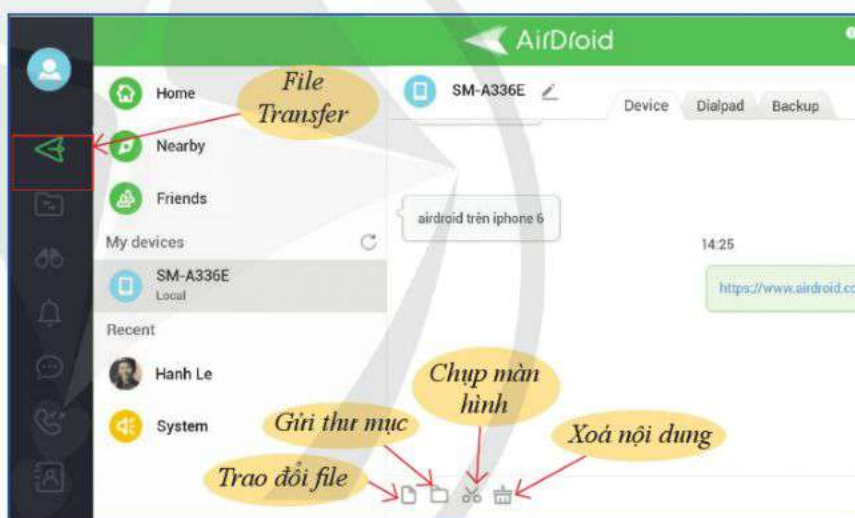 AirDroid
Home
File
Transfer
SM-A336E
Device
Dialpad
Backup
Nearby
Friends
airdroid trên iphone 6
My devices
14:25
SM-A336E
Local
https://www.airdroid.co
Recent
Hanh Le
Chụp màn
hình
System
Gửi thư mục
Xoá nội dung
Trao đổi file